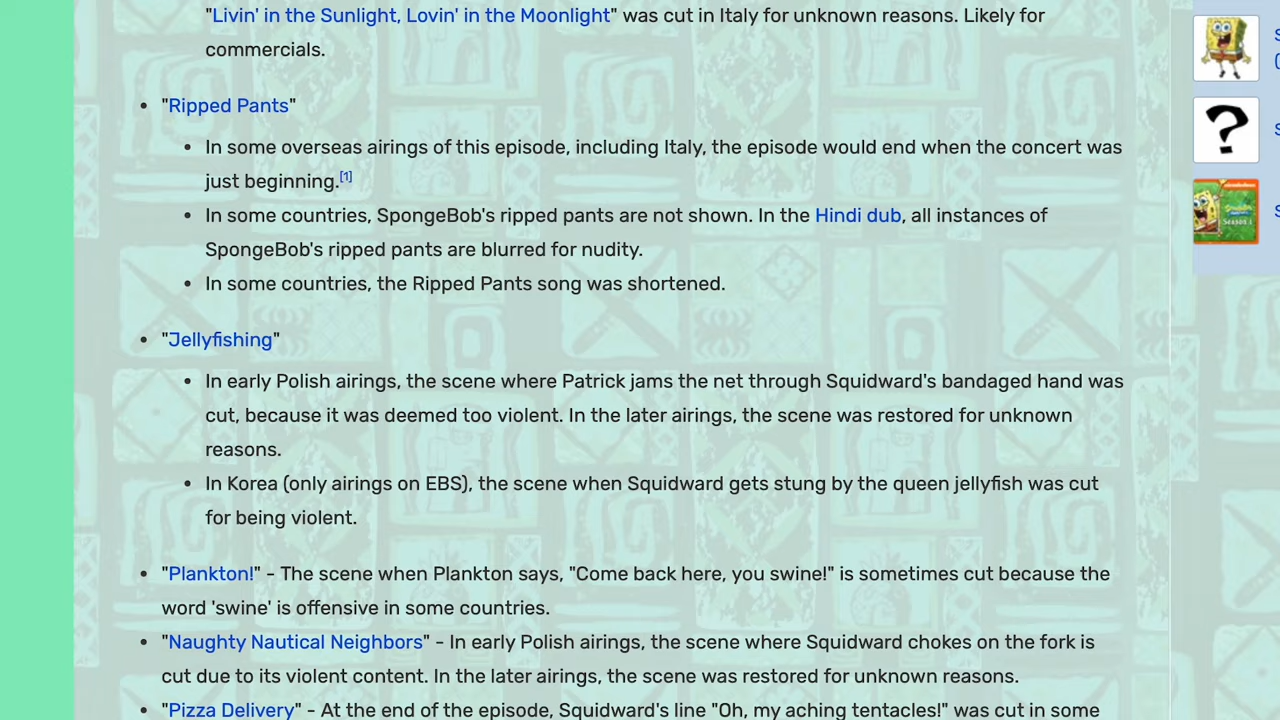 "Livin' in the Sunlight, Lovin' in the Moonlight" was cut in Italy for unknown reasons. Likely for
commercials.
• "Ripped Pants"
• In some overseas airings of this episode, including Italy, the episode would end when the concert was
just beginning.[1]
• In some countries, SpongeBob's ripped pants are not shown. In the Hindi dub, all instances of
SpongeBob's ripped pants are blurred for nudity.
• In some countries, the Ripped Pants song was shortened.
• "Jellyfishing"
• In early Polish airings, the scene where Patrick jams the net through Squidward's bandaged hand was
cut, because it was deemed too violent. In the later airings, the scene was restored for unknown
reasons.
• In Korea (only airings on EBS), the scene when Squidward gets stung by the queen jellyfish was cut
for being violent.
• "Plankton!" - The scene when Plankton says, "Come back here, you swine!" is sometimes cut because the
word 'swine' is offensive in some countries.
• "Naughty Nautical Neighbors" - In early Polish airings, the scene where Squidward chokes on the fork is
cut due to its violent content. In the later airings, the scene was restored for unknown reasons.
• "Pizza Delivery" - At the end of the episode, Squidward's line "Oh, my aching tentacles!" was cut in some